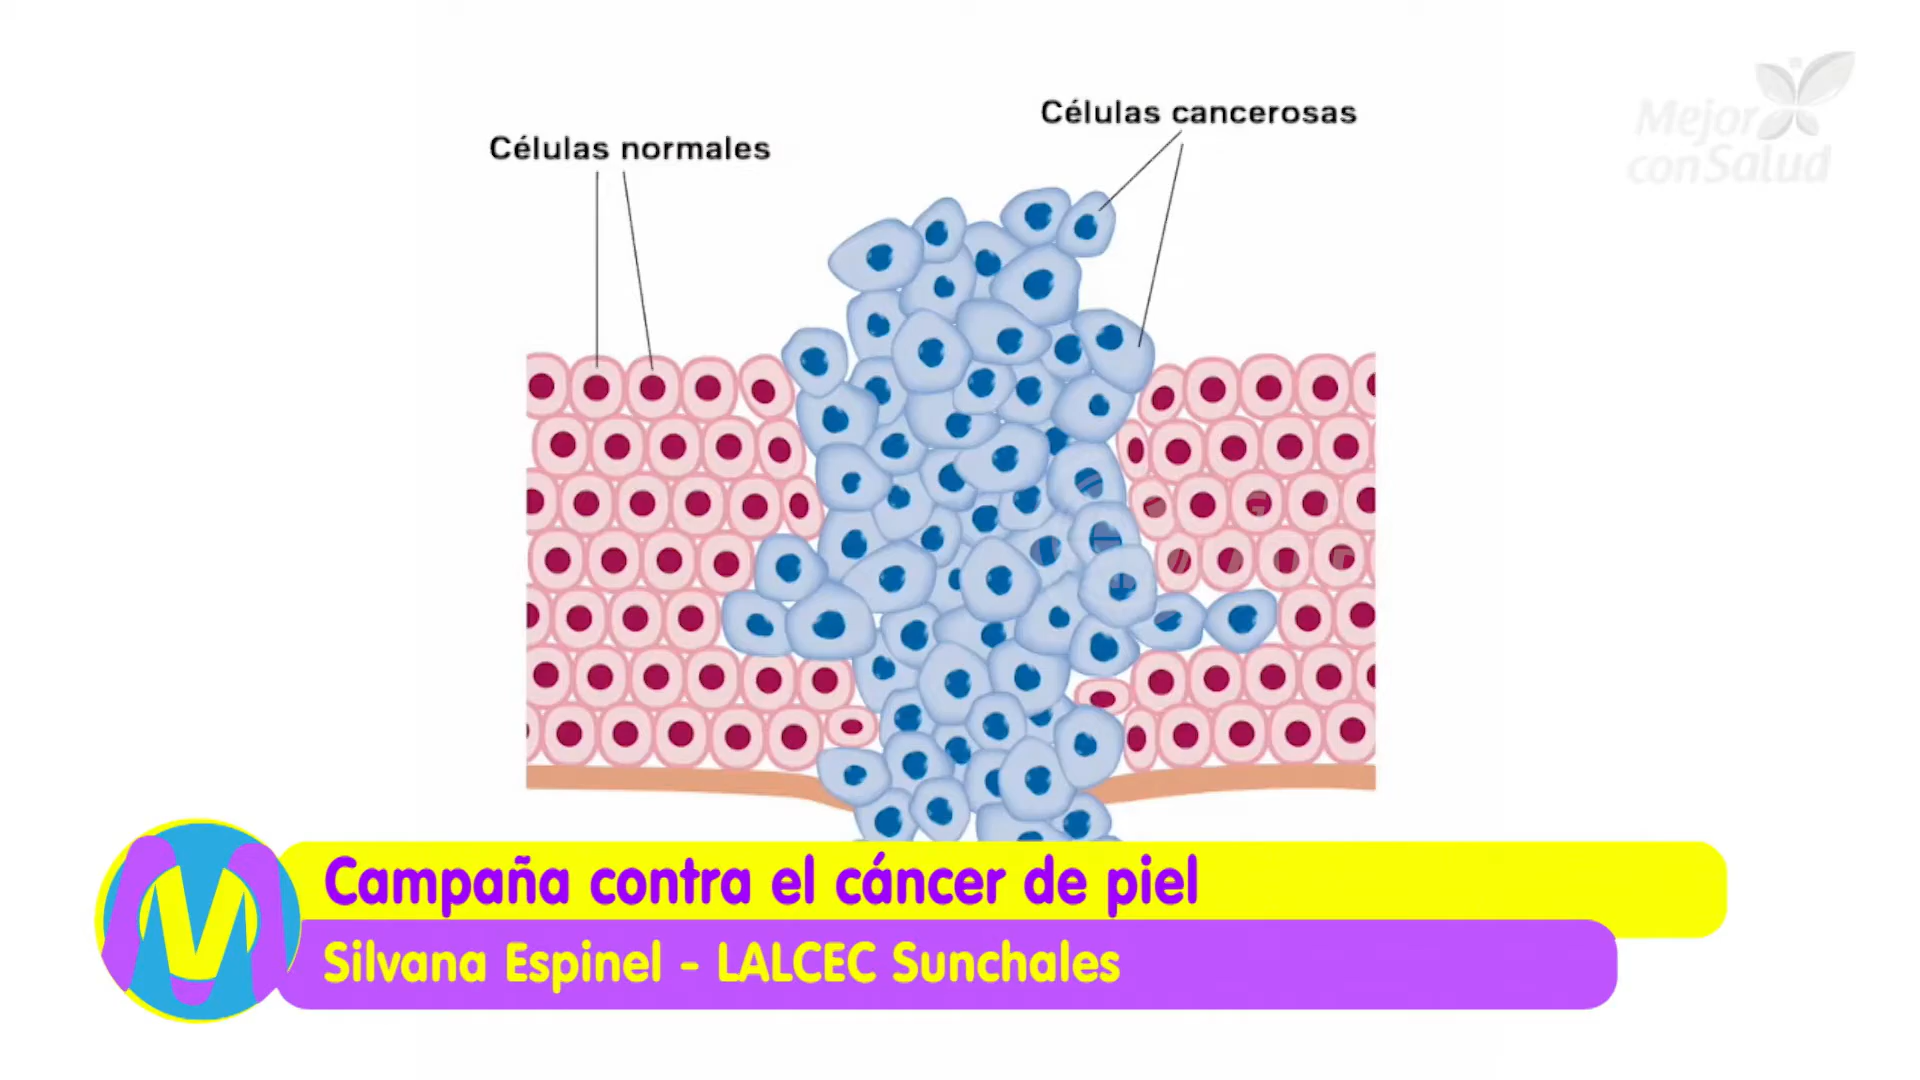 Células cancerosas
Células normales
Mejor
con Salud
Campaña contra el cáncer de piel
Silvana Espinel - LALCEC Sunchales